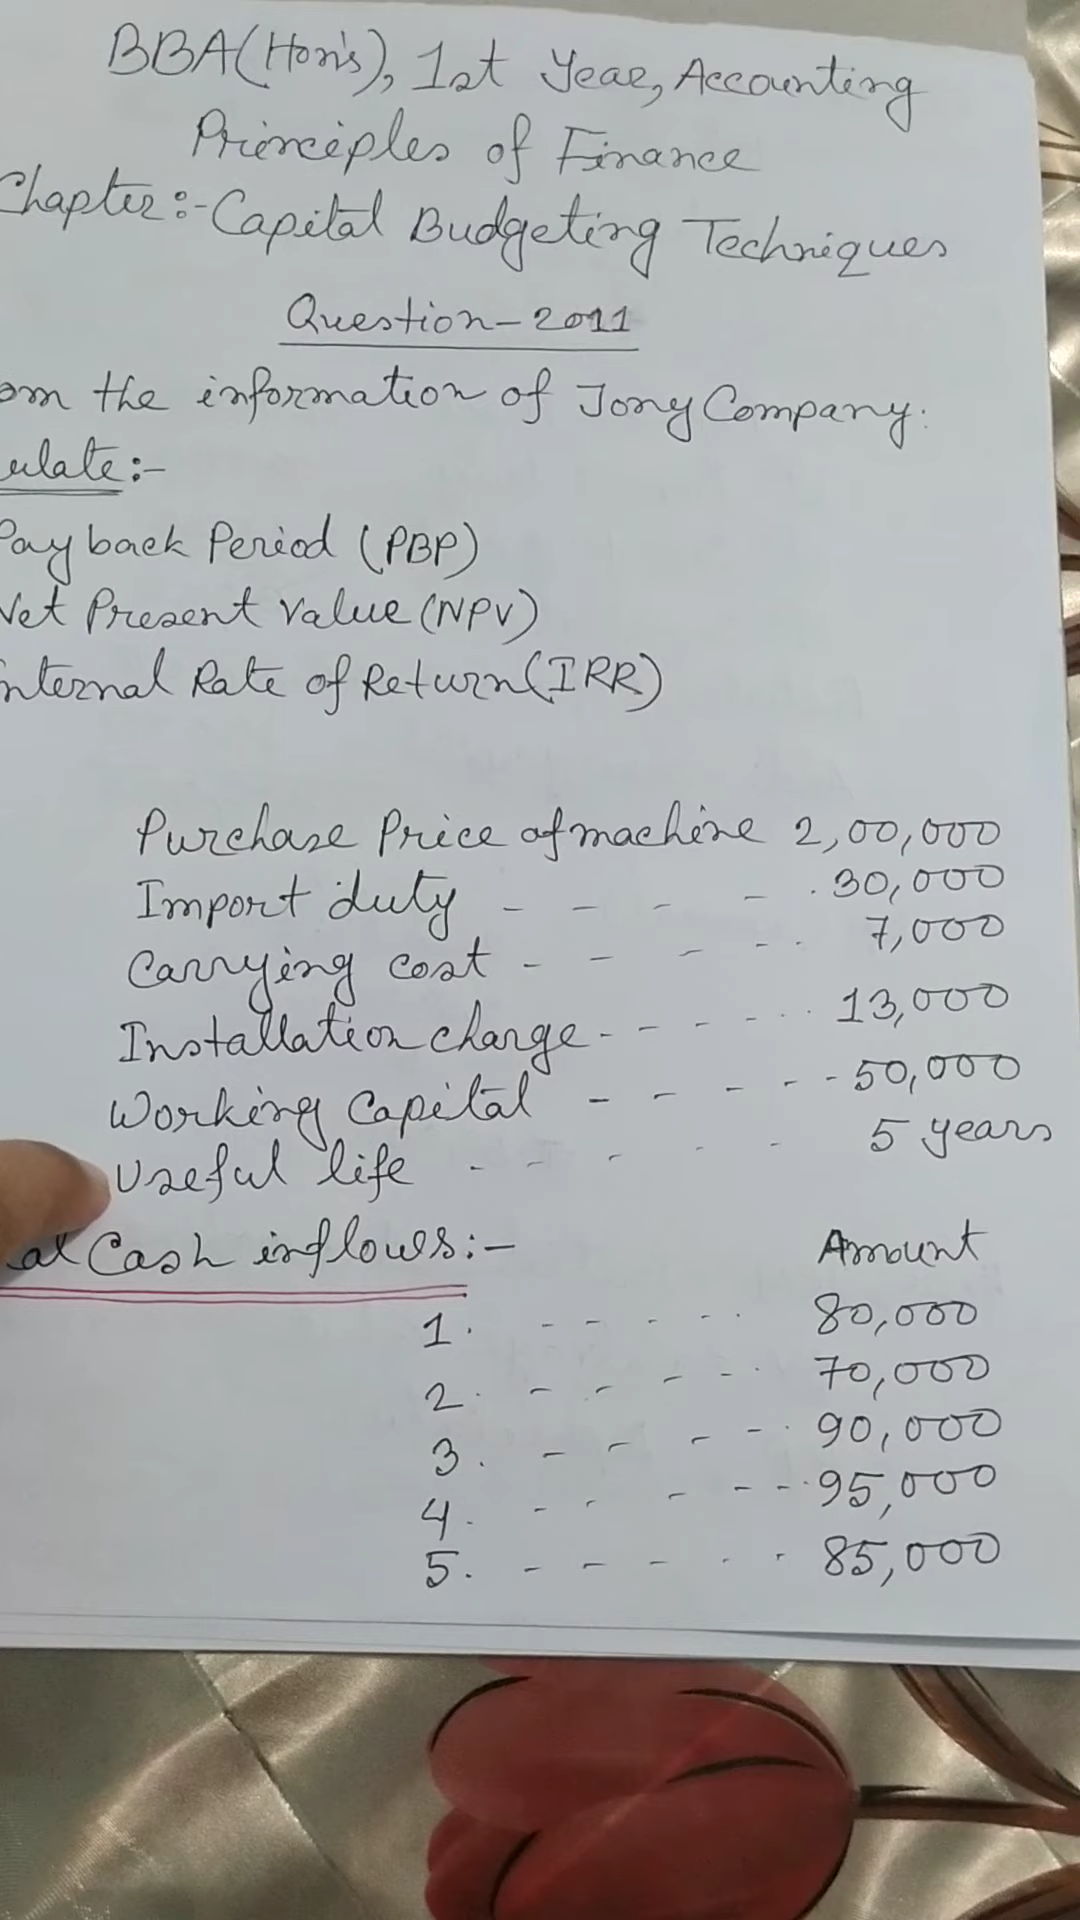 BBA(Hon's), 1st Year, Accounting
Principles of Finance
Chapter:- Capital Budgeting Techniques
Question-2011
om the information of Jony Company.
ulate:-
Payback Period (PBP)
Net Present Value (NPV)
nternal Rate of Return (IRR)
Purchase Price of machine 2,00,000
Import duty - - - - . 30,000
Carrying cost - - - - . . 7,000
Installation charge - - - - . . . 13,000
Working Capital - - - - - - 50,000
Useful life - - - - - 5 years
al Cash inflows:- Amount
1. - - - - - 80,000
2. - - - - . 70,000
3. - - - - . 90,000
4. - - - - - . 95,000
5. - - - - - . 85,000